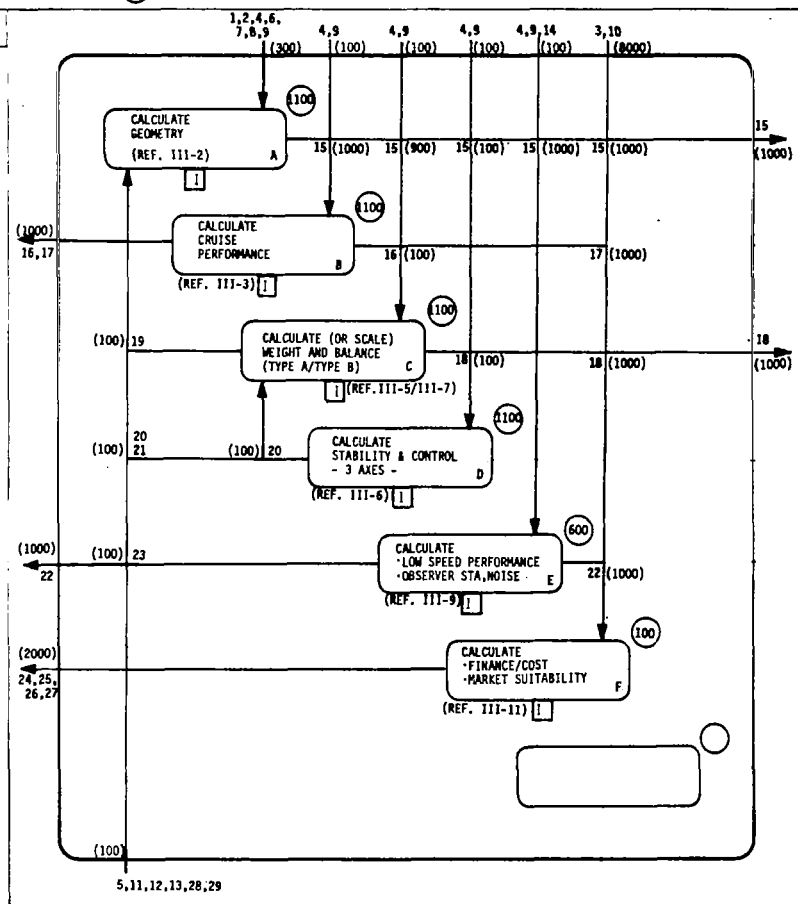 1,2,4,6,
7,8,9
(300)
4,9
(100)
4,9
(100)
4,9
(100)
4,9,14
(100)
3,10
(8000)
1100
CALCULATE
GEOMETRY
(REF. III-2) A
I
15 (1000)
15 (900)
15 (100)
15 (1000)
15 (1000)
15
(1000)
1100
(1000)
16,17
CALCULATE
CRUISE
PERFORMANCE
B
(REF. III-3) I
16 (100)
17 (1000)
1100
(100) 19
CALCULATE (OR SCALE)
WEIGHT AND BALANCE
(TYPE A/TYPE B) C
I (REF.III-5/III-7)
18 (100)
18 (1000)
18
(1000)
1100
(100) 20
21
(100) 20
CALCULATE
STABILITY & CONTROL
- 3 AXES -
D
(REF. III-6) I
600
(1000)
22
(100) 23
CALCULATE
·LOW SPEED PERFORMANCE
·OBSERVER STA,NOISE E
(REF. III-9) I
22 (1000)
100
(2000)
24,25,
26,27
CALCULATE
·FINANCE/COST
·MARKET SUITABILITY F
(REF. III-11) I
(100)
5,11,12,13,28,29